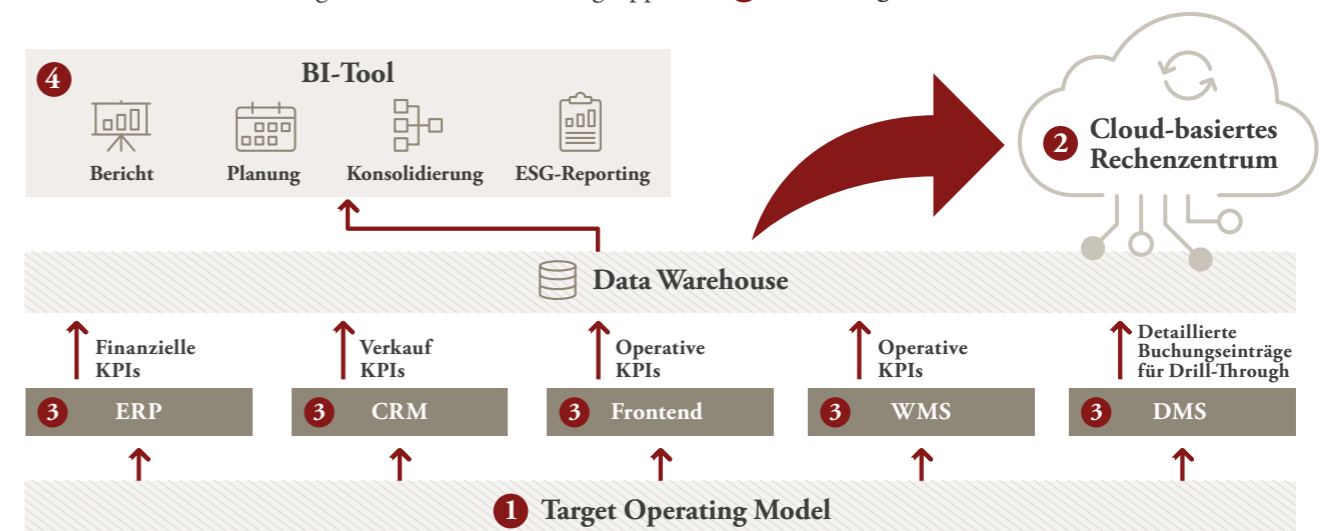 4
BI-Tool
Bericht
Planung
Konsolidierung
ESG-Reporting
2
Cloud-basiertes
Rechenzentrum
Data Warehouse
Finanzielle
KPIs
Verkauf
KPIs
Operative
KPIs
Operative
KPIs
Detaillierte
Buchungseinträge
für Drill-Through
3 ERP
3 CRM
3 Frontend
3 WMS
3 DMS
1 Target Operating Model